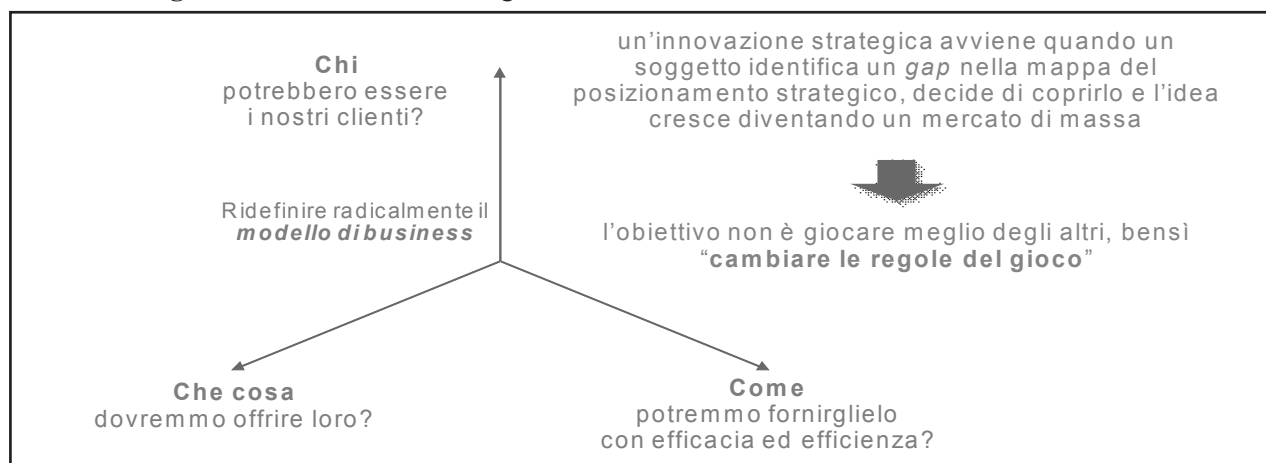 Chi
potrebbero essere
i nostri clienti?
un'innovazione strategica avviene quando un
soggetto identifica un gap nella mappa del
posizionamento strategico, decide di coprirlo e l'idea
cresce diventando un mercato di massa
Ridefinire radicalmente il
modello di business
l'obiettivo non è giocare meglio degli altri, bensì
“cambiare le regole del gioco”
Che cosa
dovremmo offrire loro?
Come
potremmo fornirglielo
con efficacia ed efficienza?